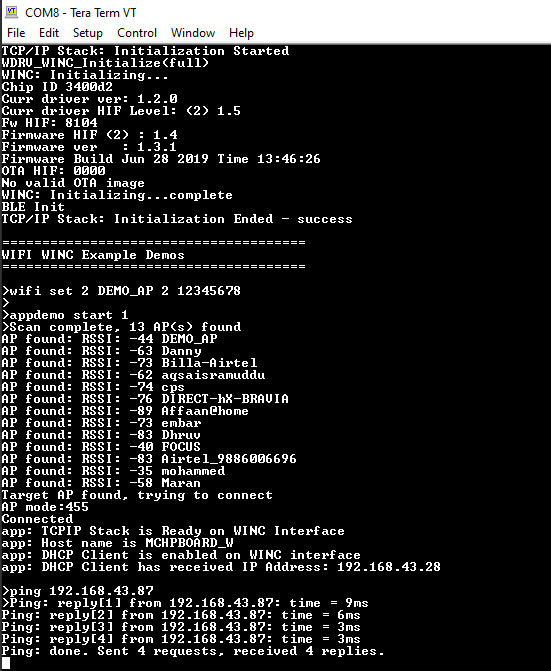 COM8 - Tera Term VT
File Edit Setup Control Window Help
TCP/IP Stack: Initialization Started
WDRV_WINC_Initialize(full)
WINC: Initializing...
Chip ID 3400d2
Curr driver ver: 1.2.0
Curr driver HIF Level: (2) 1.5
Fw HIF: 8104
Firmware HIF (2) : 1.4
Firmware ver   : 1.3.1
Firmware Build Jun 28 2019 Time 13:46:26
OTA HIF: 0000
No valid OTA image
WINC: Initializing...complete
BLE Init
TCP/IP Stack: Initialization Ended - success
======================================
WIFI WINC Example Demos
======================================
>wifi set 2 DEMO_AP 2 12345678
>
>appdemo start 1
>Scan complete, 13 AP(s) found
AP found: RSSI: -44 DEMO_AP
AP found: RSSI: -63 Danny
AP found: RSSI: -73 Billa-Airtel
AP found: RSSI: -62 aqsaisramuddu
AP found: RSSI: -74 cps
AP found: RSSI: -76 DIRECT-hX-BRAVIA
AP found: RSSI: -89 Affaan@home
AP found: RSSI: -73 embar
AP found: RSSI: -83 Dhruv
AP found: RSSI: -40 FOCUS
AP found: RSSI: -83 Airtel_9886006696
AP found: RSSI: -35 mohammed
AP found: RSSI: -58 Maran
Target AP found, trying to connect
AP mode:455
Connected
app: TCPIP Stack is Ready on WINC Interface
app: Host name is MCHPBOARD_W
app: DHCP Client is enabled on WINC interface
app: DHCP Client has received IP Address: 192.168.43.28
>ping 192.168.43.87
>Ping: reply[1] from 192.168.43.87: time = 9ms
Ping: reply[2] from 192.168.43.87: time = 6ms
Ping: reply[3] from 192.168.43.87: time = 3ms
Ping: reply[4] from 192.168.43.87: time = 3ms
Ping: done. Sent 4 requests, received 4 replies.